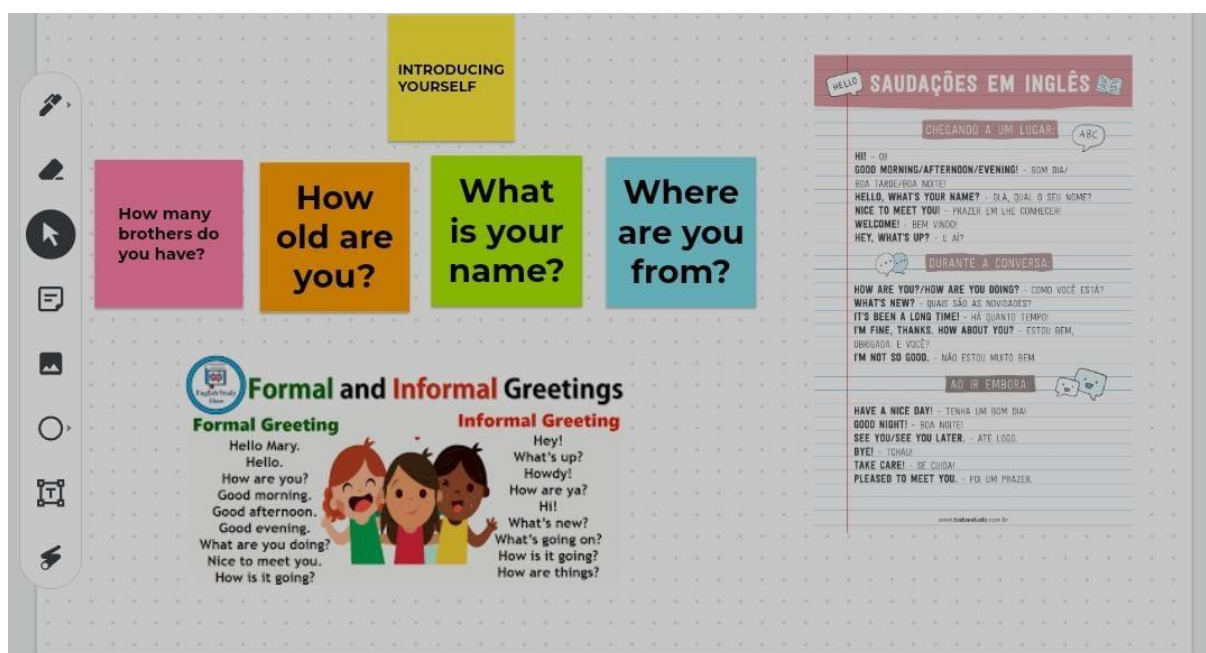 INTRODUCING
YOURSELF
How many
brothers do
you have?
How
old are
you?
What
is your
name?
Where
are you
from?
English Study
Formal and Informal Greetings
Formal Greeting
Hello Mary.
Hello.
How are you?
Good morning.
Good afternoon.
Good evening.
What are you doing?
Nice to meet you.
How is it going?
Informal Greeting
Hey!
What's up?
Howdy!
How are ya?
Hi!
What's new?
What's going on?
How is it going?
How are things?
HELLO
SAUDAÇÕES EM INGLÊS
CHEGANDO A UM LUGAR:
ABC
HI! - OI!
GOOD MORNING/AFTERNOON/EVENING! - BOM DIA/
BOA TARDE/BOA NOITE!
HELLO, WHAT'S YOUR NAME? - OLÁ, QUAL O SEU NOME?
NICE TO MEET YOU! - PRAZER EM LHE CONHECER!
WELCOME! - BEM VINDO!
HEY, WHAT'S UP? - E AÍ?
DURANTE A CONVERSA:
HOW ARE YOU?/HOW ARE YOU DOING? - COMO VOCÊ ESTÁ?
WHAT'S NEW? - QUAIS SÃO AS NOVIDADES?
IT'S BEEN A LONG TIME! - HÁ QUANTO TEMPO!
I'M FINE, THANKS. HOW ABOUT YOU? - ESTOU BEM,
OBRIGADA. E VOCÊ?
I'M NOT SO GOOD. - NÃO ESTOU MUITO BEM
AO IR EMBORA:
HAVE A NICE DAY! - TENHA UM BOM DIA!
GOOD NIGHT! - BOA NOITE!
SEE YOU/SEE YOU LATER. - ATÉ LOGO.
BYE! - TCHAU!
TAKE CARE! - SE CUIDA!
PLEASED TO MEET YOU. - FOI UM PRAZER.
www.todoestudo.com.br